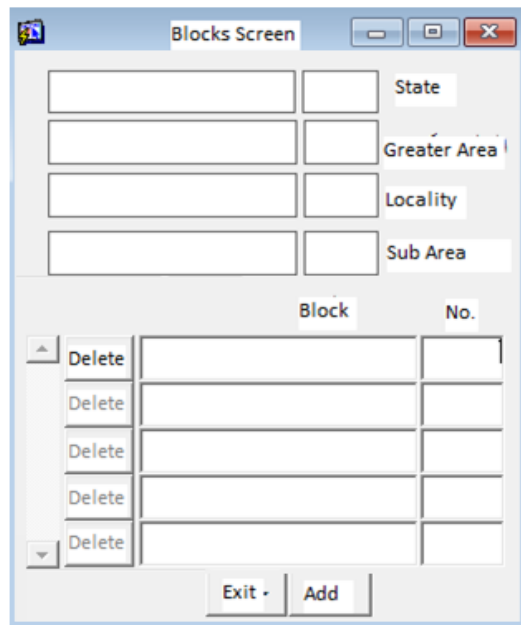 Blocks Screen
State
Greater Area
Locality
Sub Area
Block No.
Delete
Delete
Delete
Delete
Delete
Exit Add